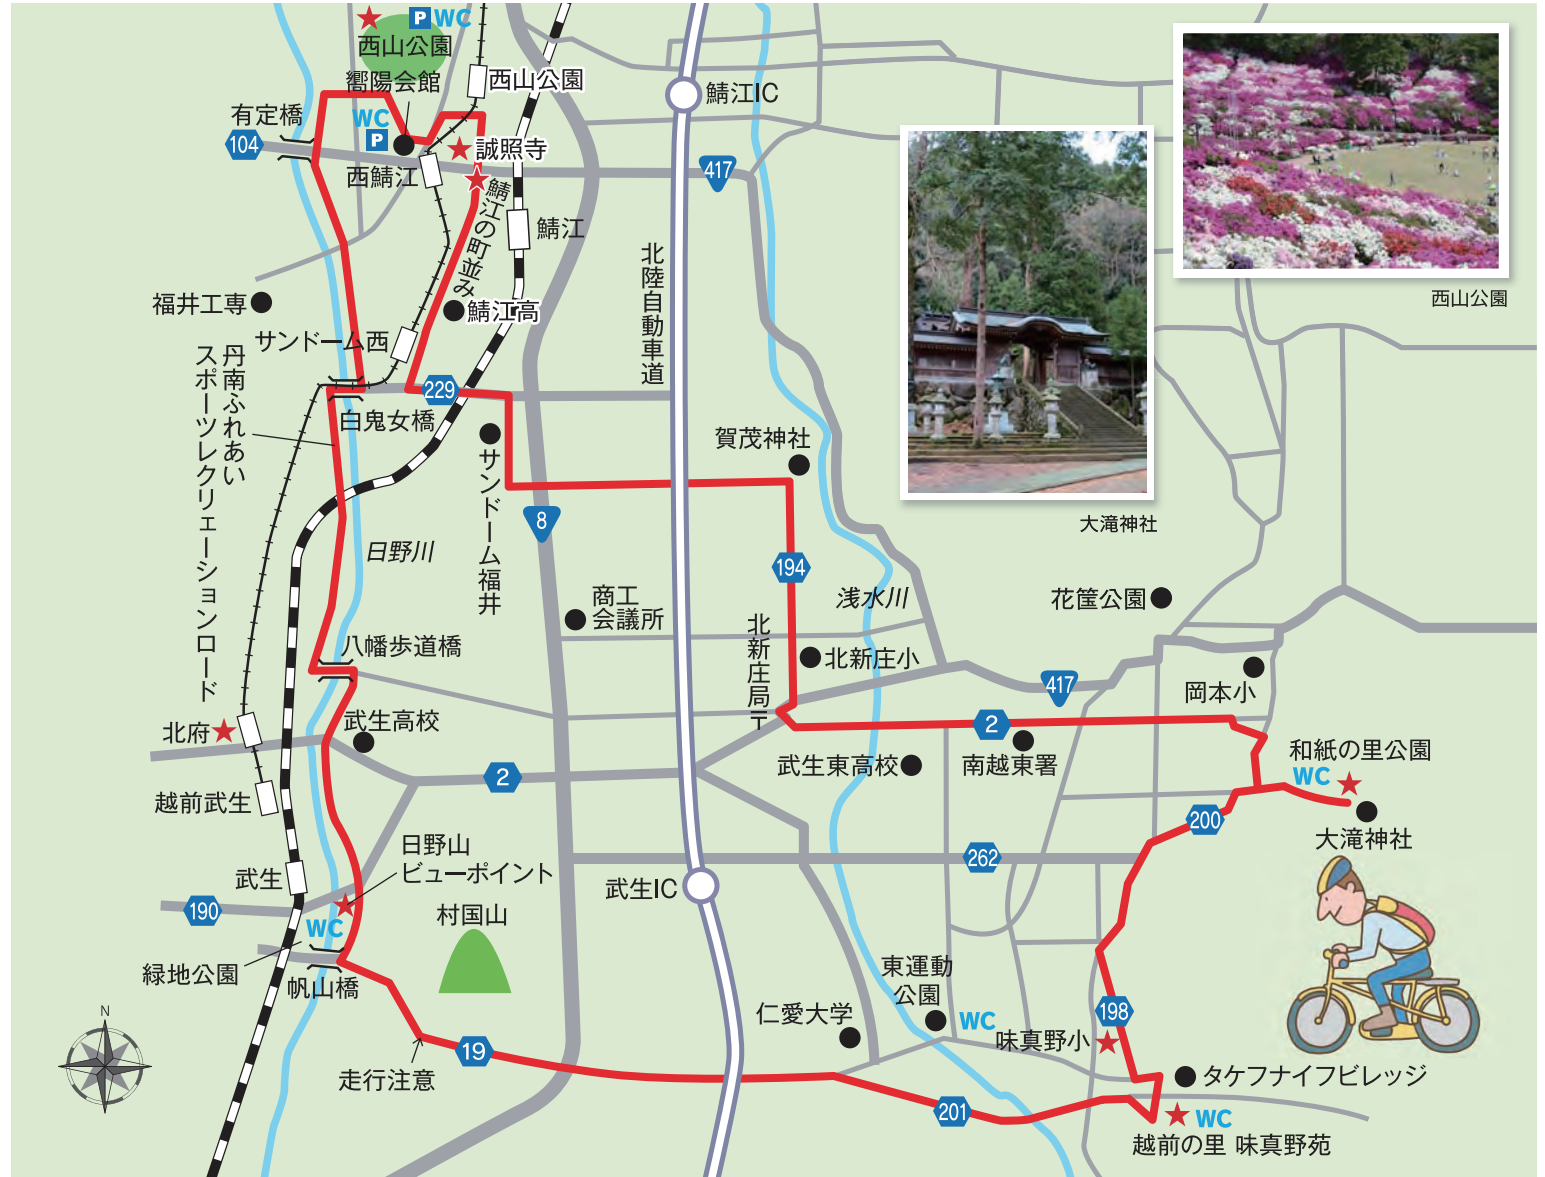 P WC
西山公園
嚮陽会館
西山公園
鯖江IC
有定橋
WC
P
104
誠照寺
西鯖江
417
鯖江の町並み
鯖江
北陸自動車道
福井工専
鯖江高
サンドーム西
丹南ふれあい
スポーツレクリェーションロード
229
白鬼女橋
サンドーム福井
賀茂神社
西山公園
大滝神社
8
日野川
194
浅水川
花筐公園
商工
会議所
北新庄局〒
北新庄小
八幡歩道橋
417
岡本小
北府
武生高校
2
武生東高校
南越東署
和紙の里公園
WC
2
越前武生
200
大滝神社
日野山
ビューポイント
262
武生
武生IC
190
WC
村国山
緑地公園
帆山橋
東運動
公園
WC
仁愛大学
198
味真野小
N
19
走行注意
タケフナイフビレッジ
201
WC
越前の里 味真野苑